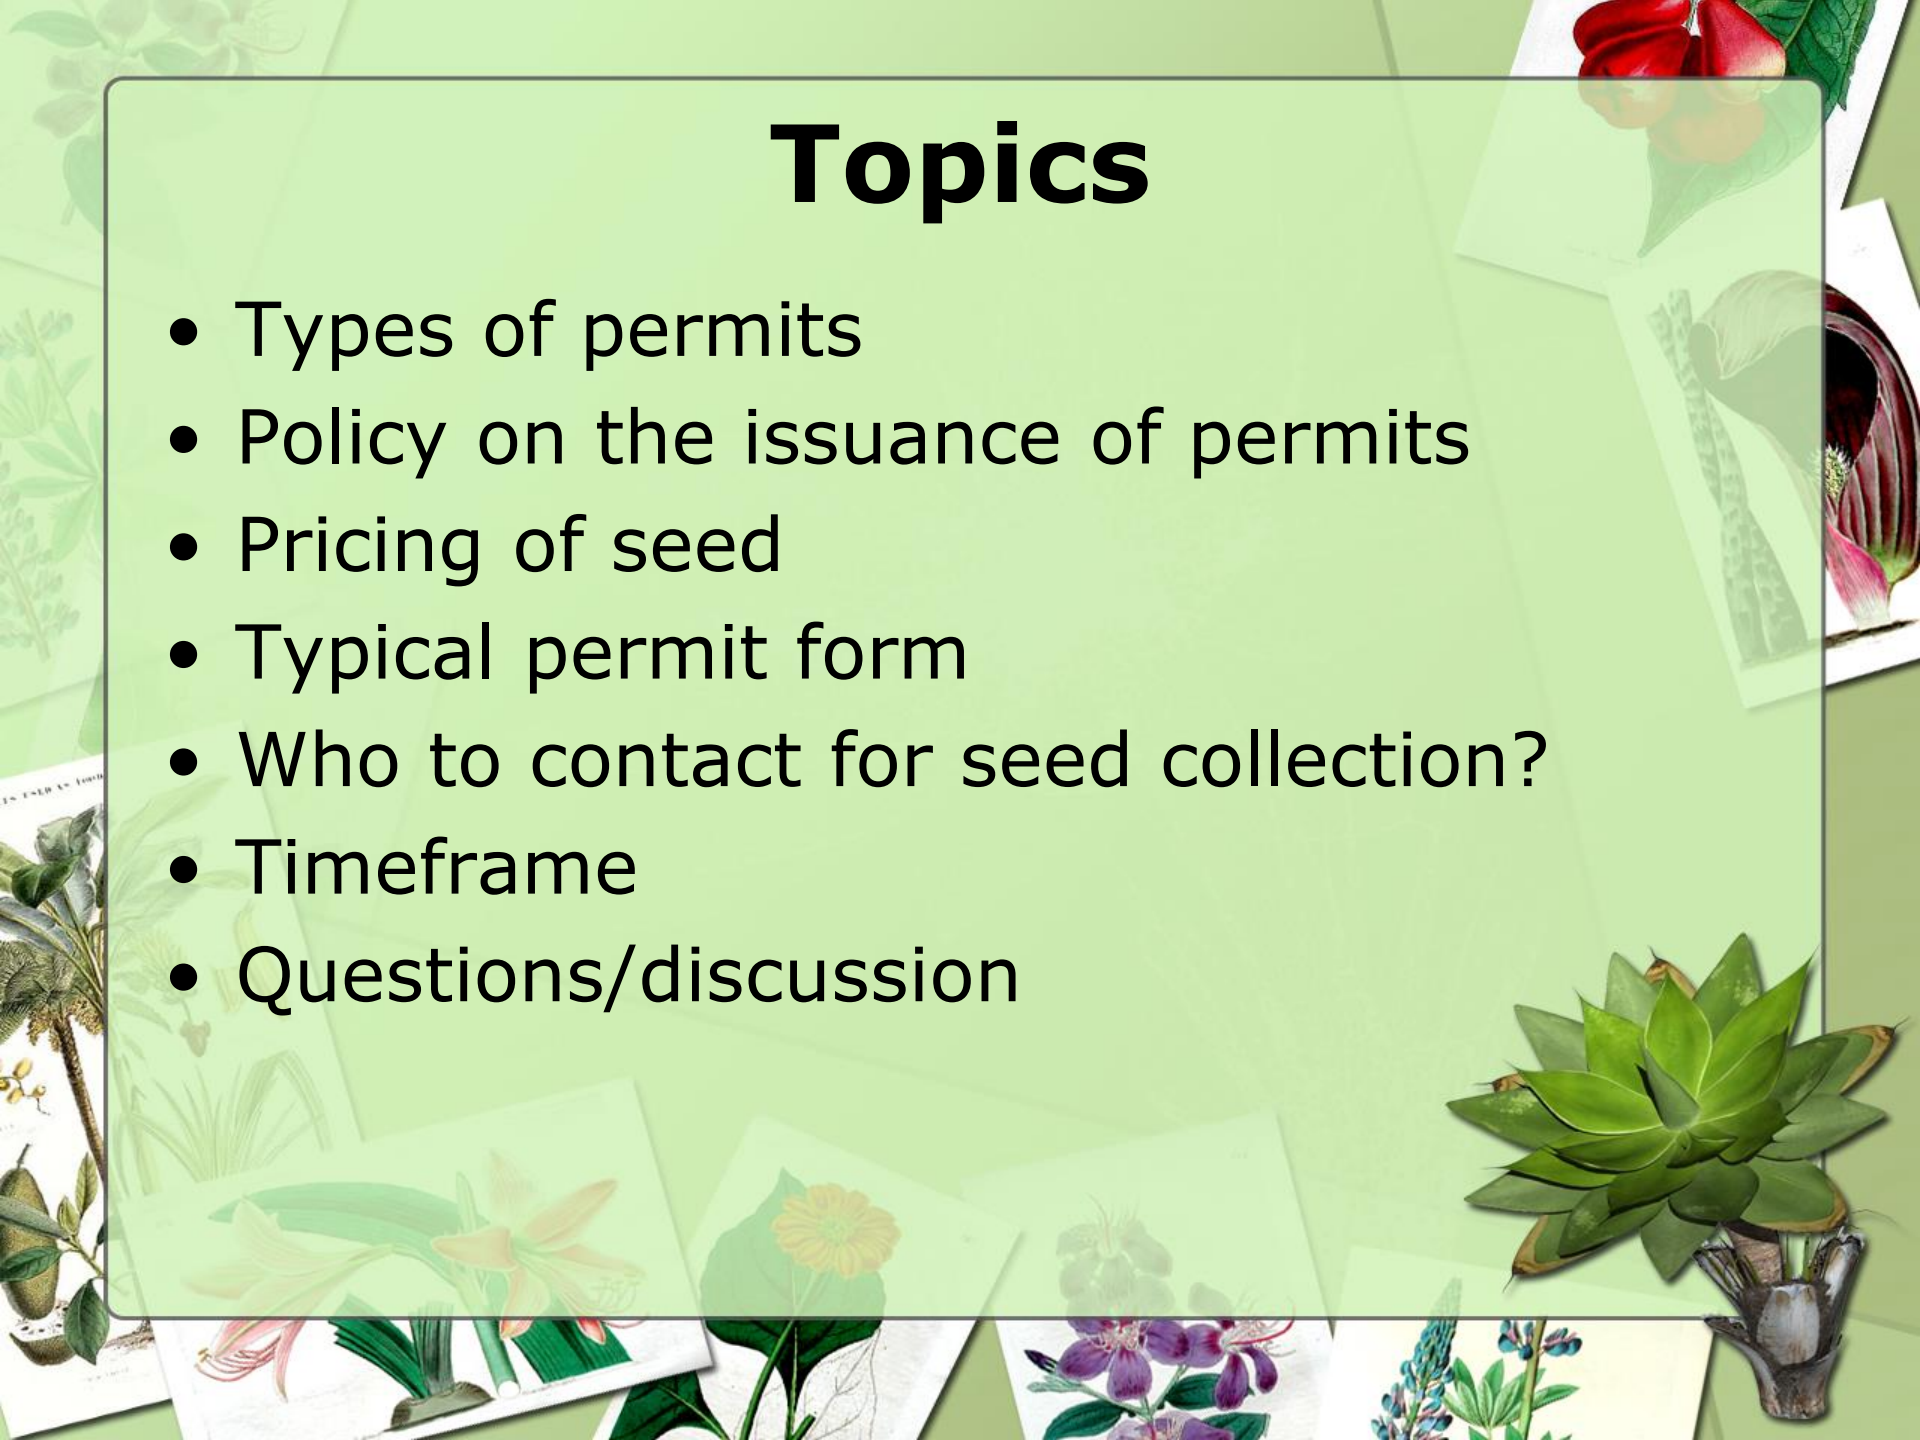 Topics
• Types of permits
• Policy on the issuance of permits
• Pricing of seed
• Typical permit form
• Who to contact for seed collection?
• Timeframe
• Questions/discussion